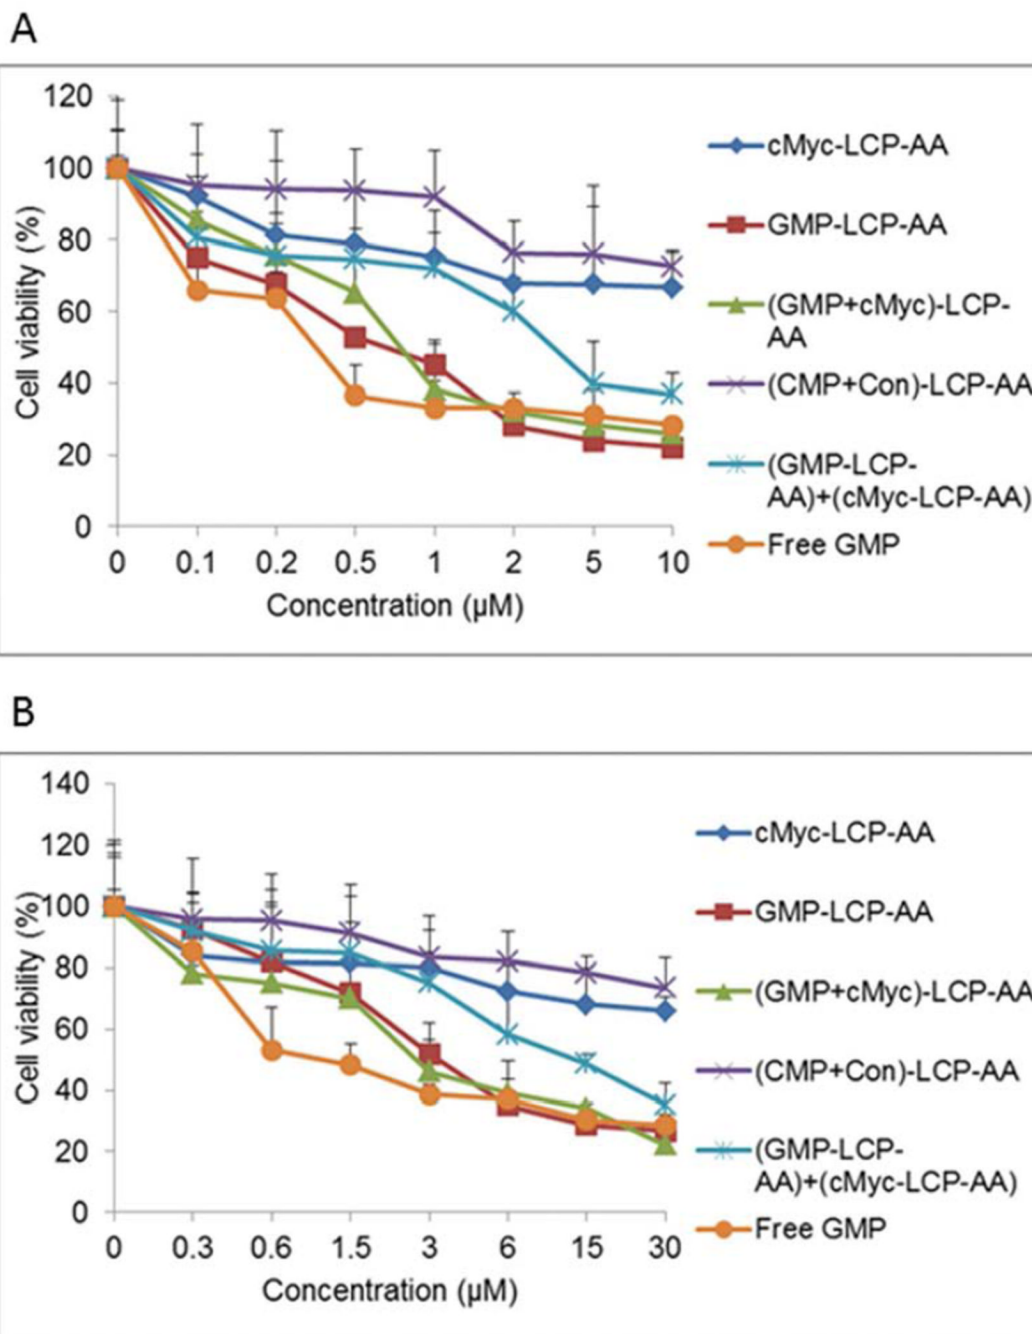 A
120
100
80
60
40
20
0
Cell viability (%)
0 0.1 0.2 0.5 1 2 5 10
Concentration (µM)
cMyc-LCP-AA
GMP-LCP-AA
(GMP+cMyc)-LCP-
AA
(CMP+Con)-LCP-AA
(GMP-LCP-
AA)+(cMyc-LCP-AA)
Free GMP
B
140
120
100
80
60
40
20
0
Cell viability (%)
0 0.3 0.6 1.5 3 6 15 30
Concentration (µM)
cMyc-LCP-AA
GMP-LCP-AA
(GMP+cMyc)-LCP-AA
(CMP+Con)-LCP-AA
(GMP-LCP-
AA)+(cMyc-LCP-AA)
Free GMP